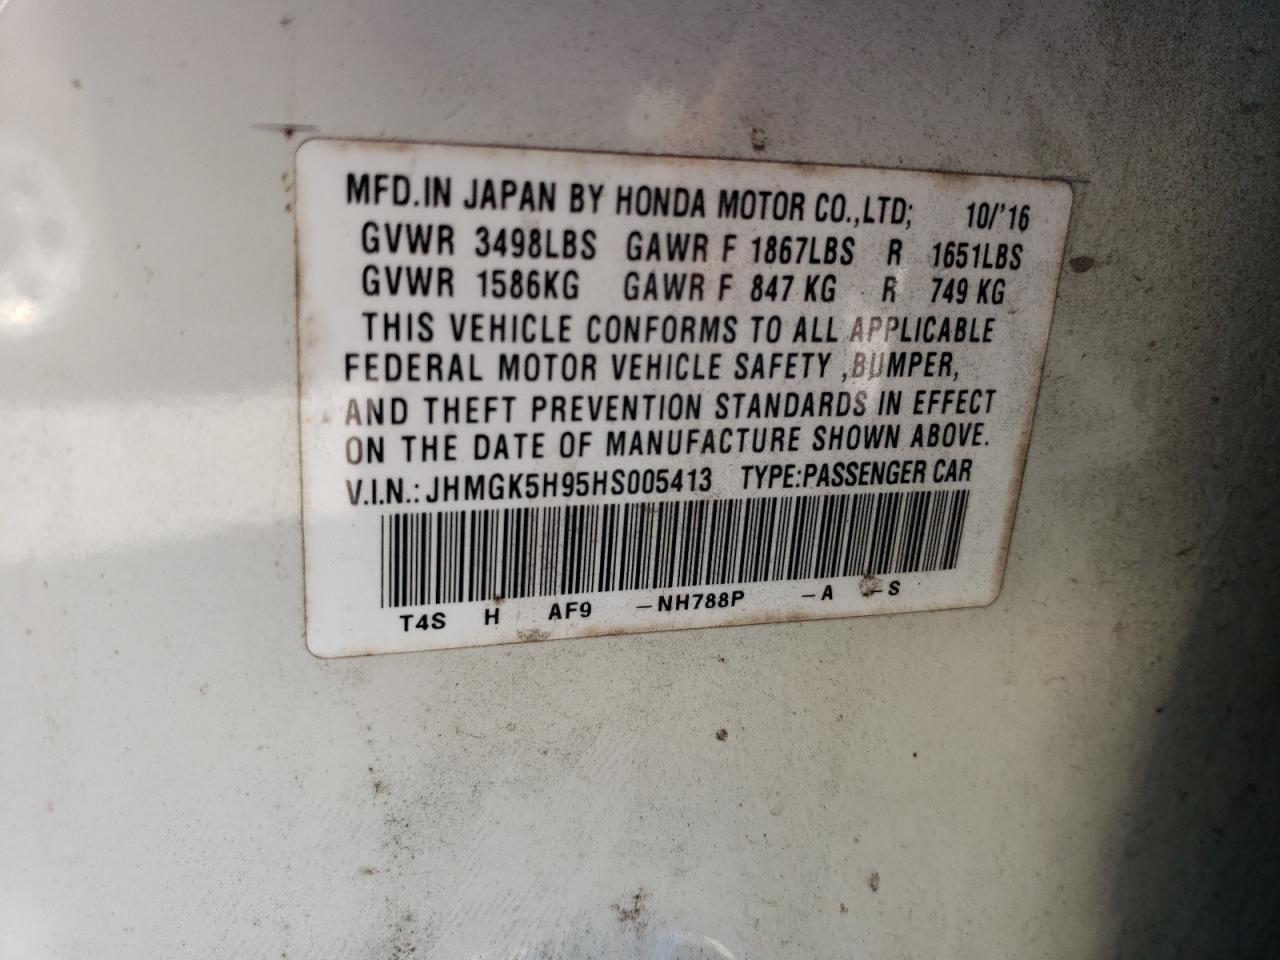 MFD.IN JAPAN BY HONDA MOTOR CO.,LTD; 10/'16
GVWR 3498LBS GAWR F 1867LBS R 1651LBS
GVWR 1586KG GAWR F 847 KG R 749 KG
THIS VEHICLE CONFORMS TO ALL APPLICABLE
FEDERAL MOTOR VEHICLE SAFETY ,BUMPER,
AND THEFT PREVENTION STANDARDS IN EFFECT
ON THE DATE OF MANUFACTURE SHOWN ABOVE.
V.I.N.: JHMGK5H95HS005413 TYPE:PASSENGER CAR
T4S H AF9 –NH788P –A –S